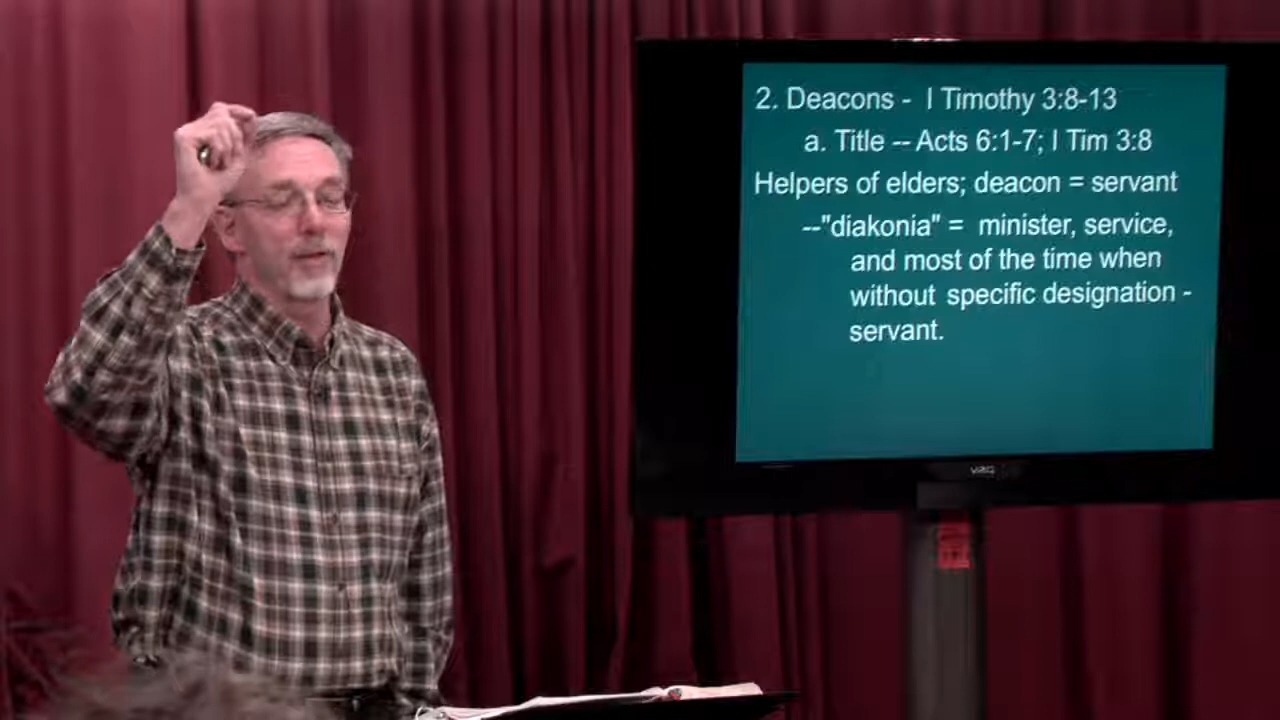 2. Deacons - I Timothy 3:8-13
a. Title -- Acts 6:1-7; I Tim 3:8
Helpers of elders; deacon = servant
--"diakonia" = minister, service,
and most of the time when
without specific designation -
servant.